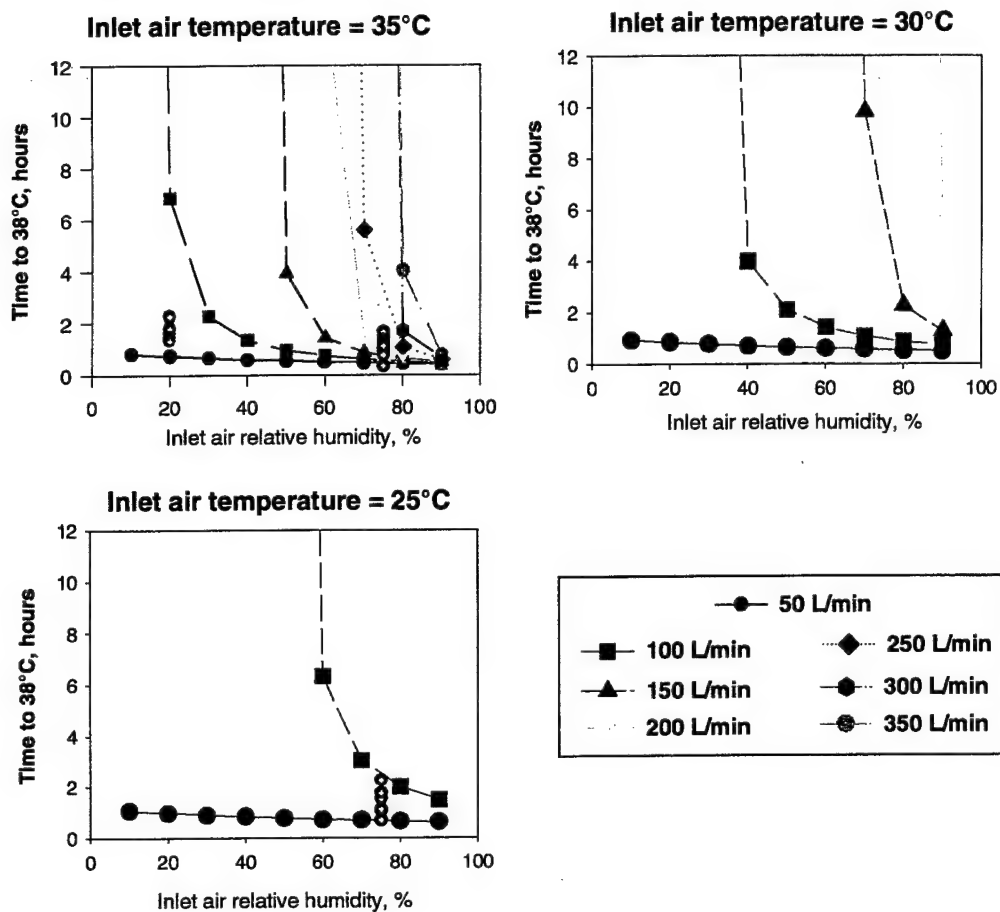 Inlet air temperature = 35°C
12
10
8
6
4
2
0
Time to 38°C, hours
0 20 40 60 80 100
Inlet air relative humidity, %
Inlet air temperature = 30°C
12
10
8
6
4
2
0
Time to 38°C, hours
0 20 40 60 80 100
Inlet air relative humidity, %
Inlet air temperature = 25°C
12
10
8
6
4
2
0
Time to 38°C, hours
0 20 40 60 80 100
Inlet air relative humidity, %
50 L/min
100 L/min
150 L/min
200 L/min
250 L/min
300 L/min
350 L/min